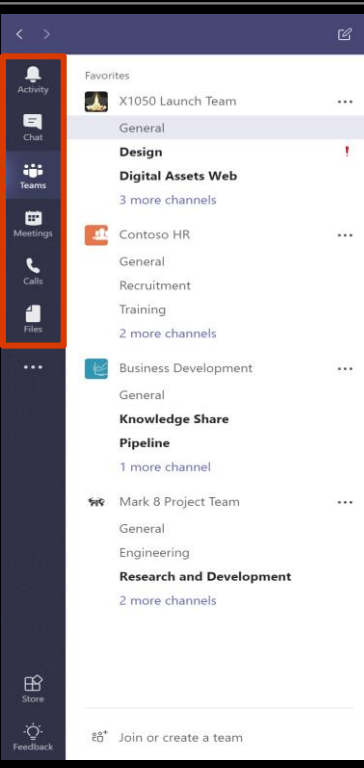 Activity
Chat
Teams
Meetings
Calls
Files
Store
Feedback
Favorites
X1050 Launch Team
General
Design
Digital Assets Web
3 more channels
Contoso HR
General
Recruitment
Training
2 more channels
Business Development
General
Knowledge Share
Pipeline
1 more channel
Mark 8 Project Team
General
Engineering
Research and Development
2 more channels
Join or create a team